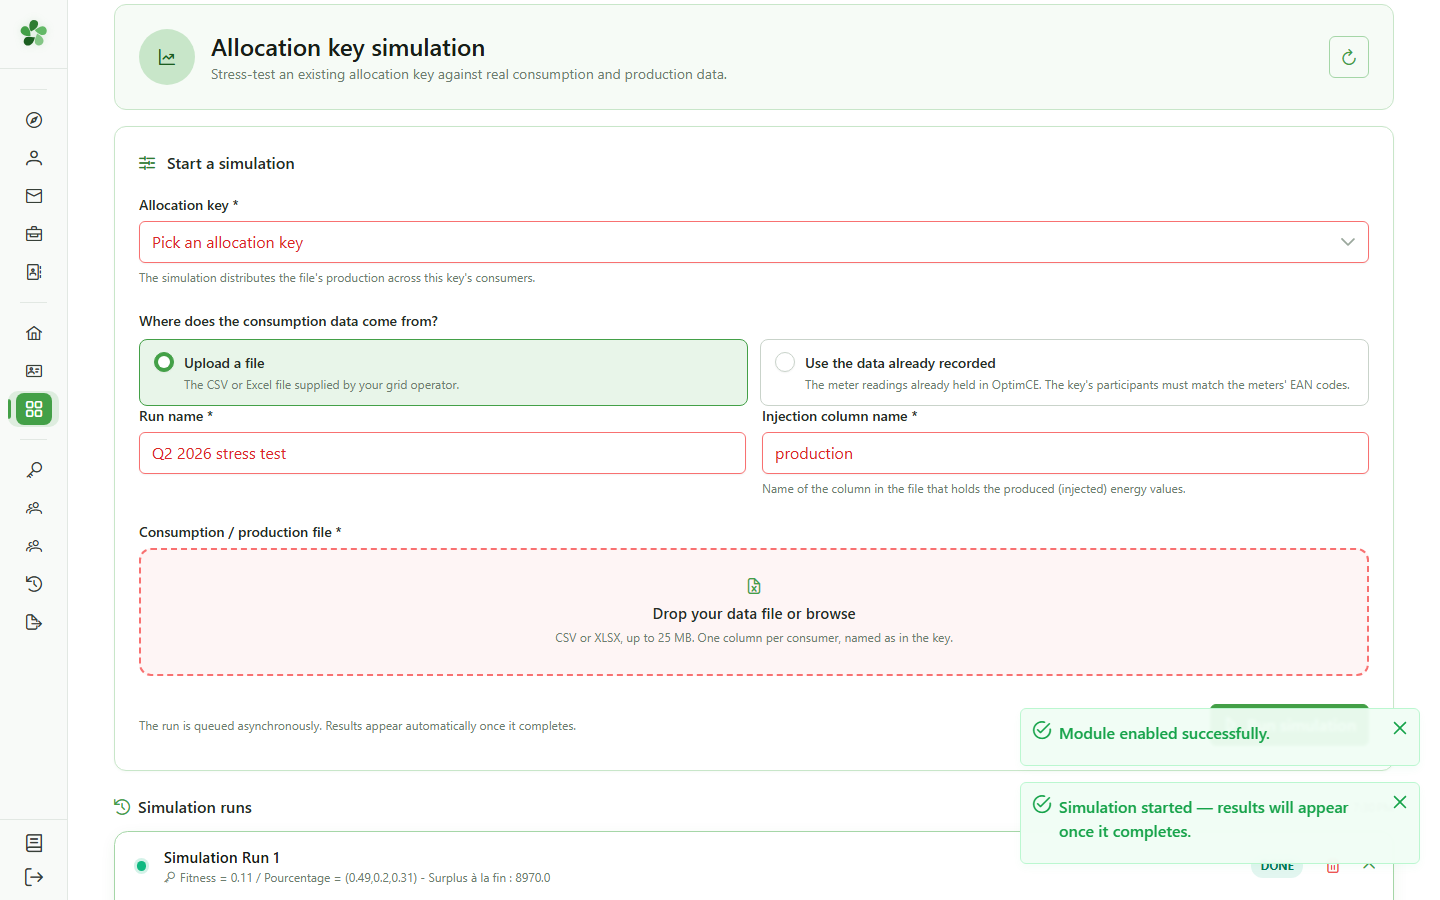 Allocation key simulation
Stress-test an existing allocation key against real consumption and production data.
Start a simulation
Allocation key *
Pick an allocation key
The simulation distributes the file's production across this key's consumers.
Where does the consumption data come from?
Upload a file
The CSV or Excel file supplied by your grid operator.
Use the data already recorded
The meter readings already held in OptimCE. The key's participants must match the meters' EAN codes.
Run name *
Q2 2026 stress test
Injection column name *
production
Name of the column in the file that holds the produced (injected) energy values.
Consumption / production file *
Drop your data file or browse
CSV or XLSX, up to 25 MB. One column per consumer, named as in the key.
The run is queued asynchronously. Results appear automatically once it completes.
Module enabled successfully.
Simulation started — results will appear
once it completes.
Simulation runs
Simulation Run 1
Fitness = 0.11 / Pourcentage = (0.49,0.2,0.31) - Surplus à la fin : 8970.0
DONE